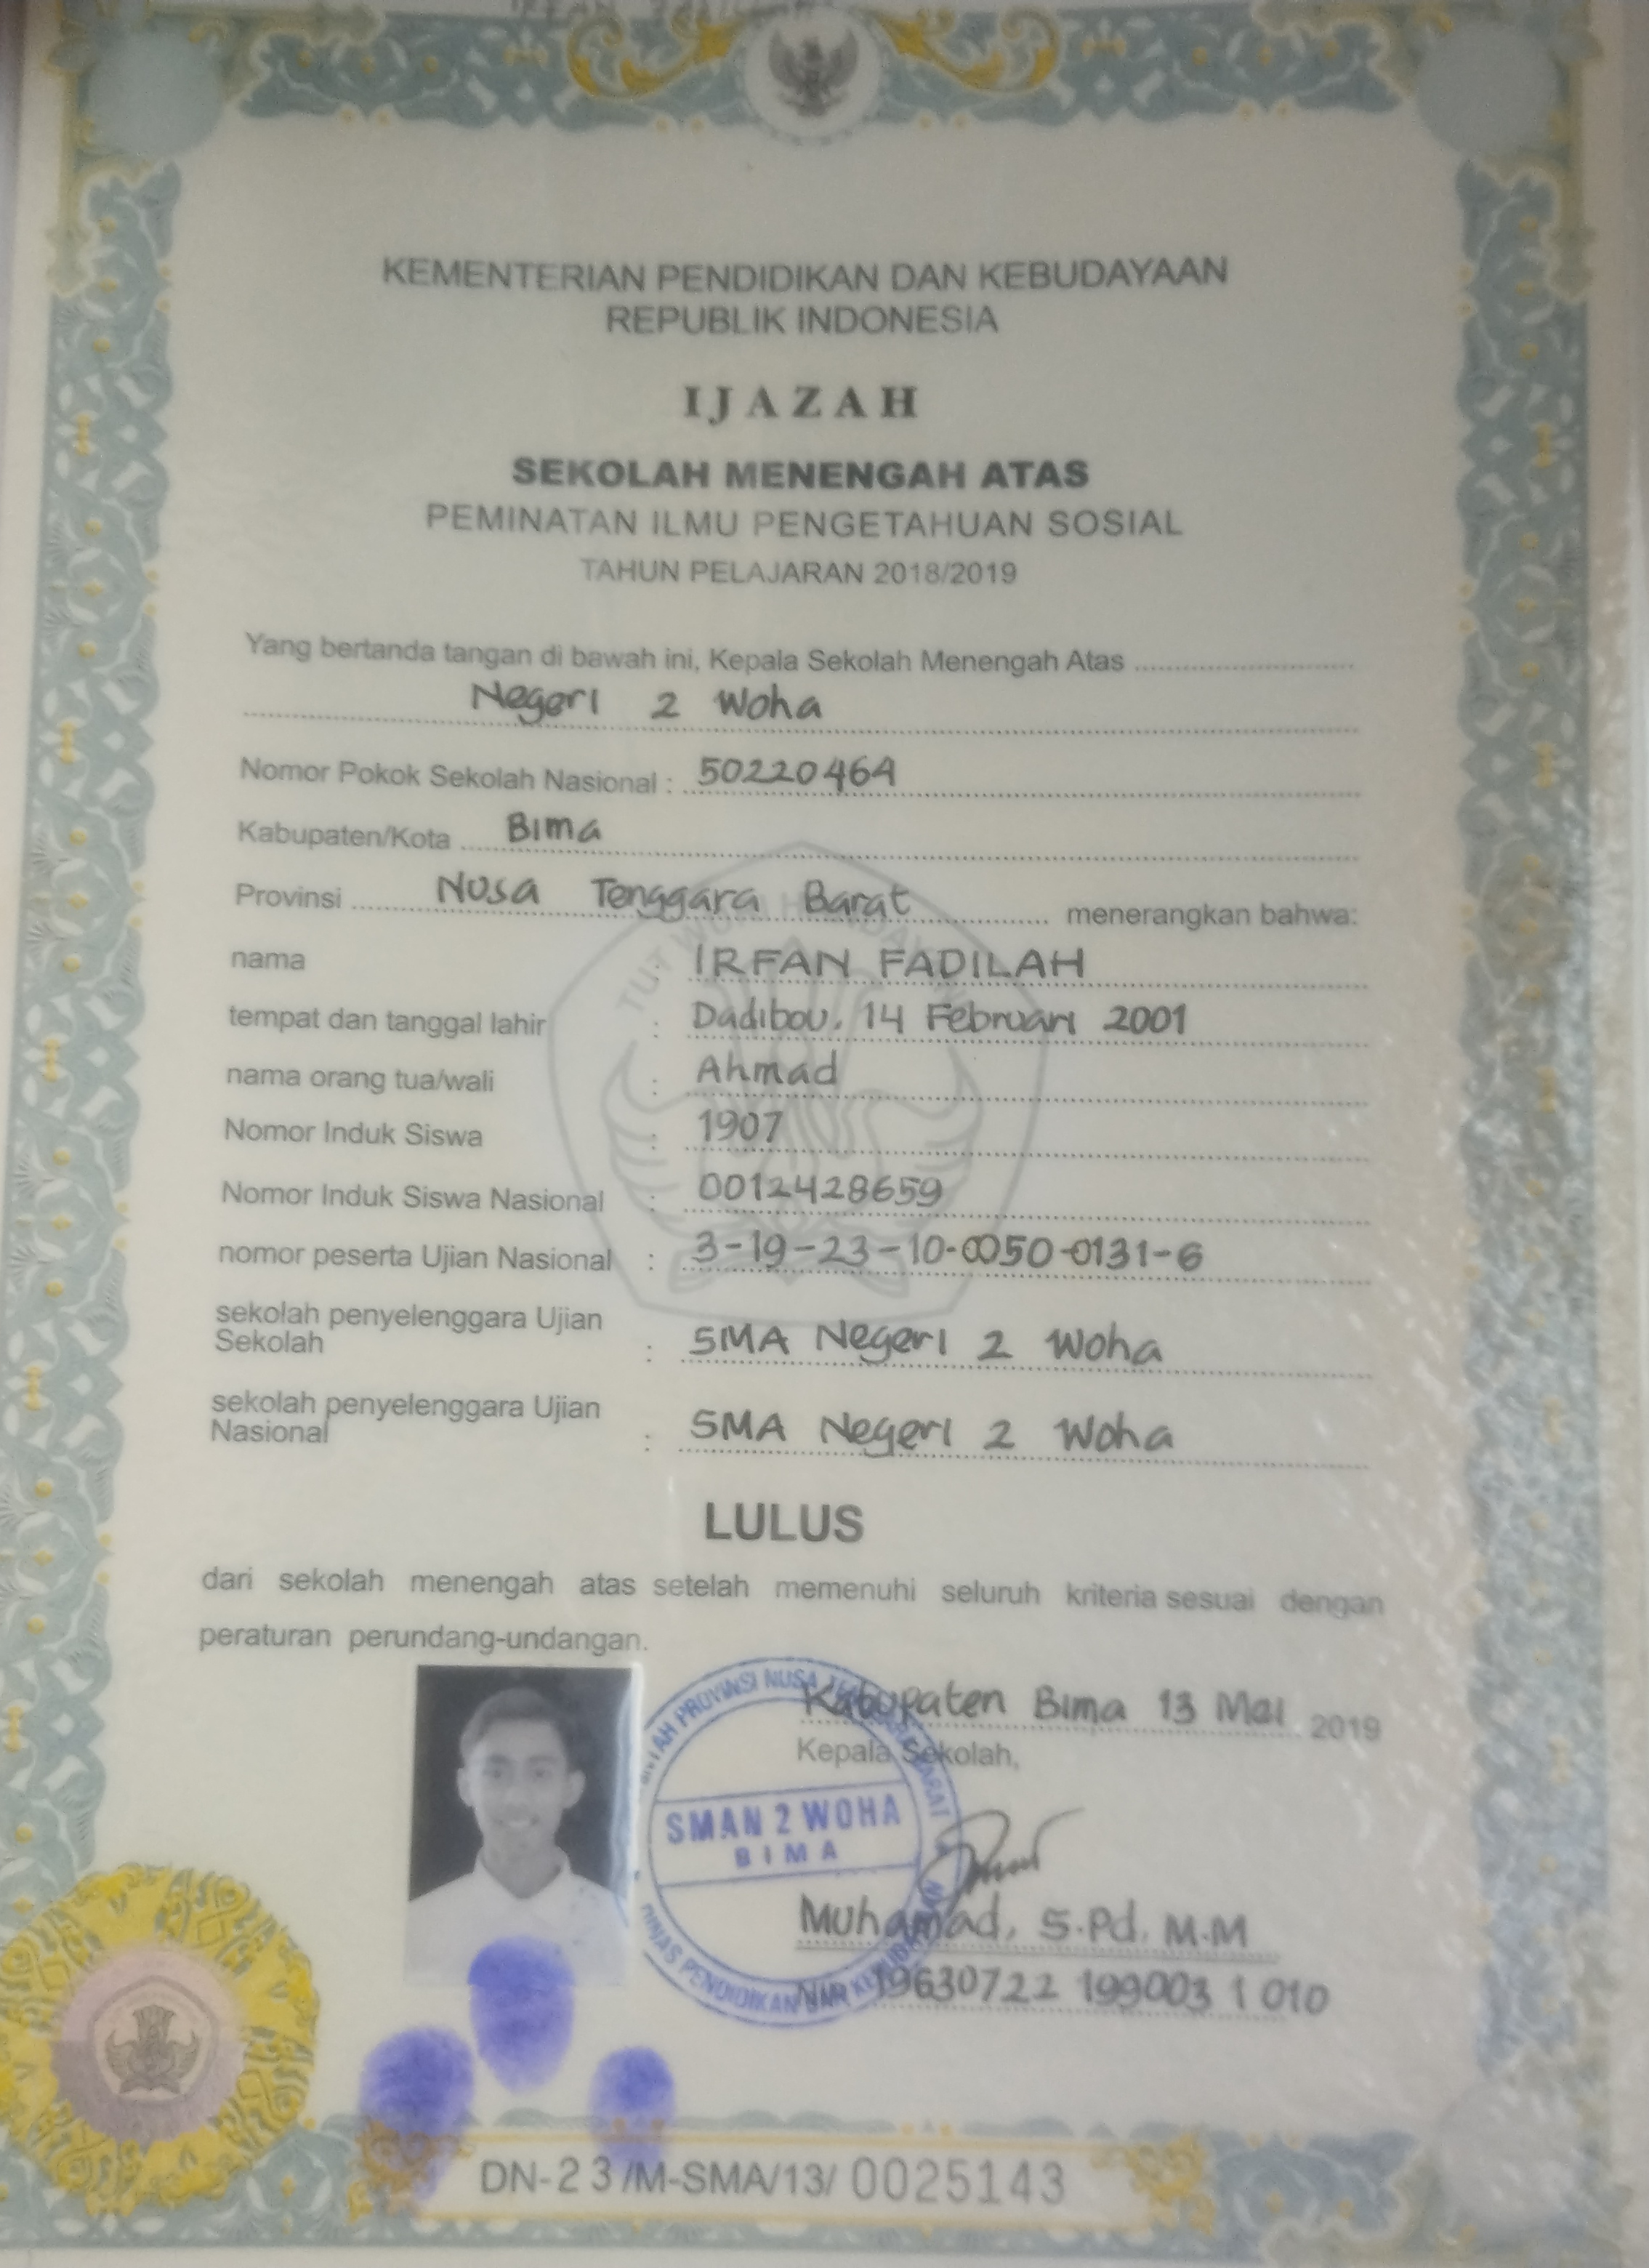 KEMENTERIAN PENDIDIKAN DAN KEBUDAYAAN
REPUBLIK INDONESIA
IJAZAH
SEKOLAH MENENGAH ATAS
PEMINATAN ILMU PENGETAHUAN SOSIAL
TAHUN PELAJARAN 2018/2019
Yang bertanda tangan di bawah ini, Kepala Sekolah Menengah Atas
Negeri 2 Woha
Nomor Pokok Sekolah Nasional : 50220464
Kabupaten/Kota Bima
Provinsi Nusa Tenggara Barat menerangkan bahwa:
nama : IRFAN FADILAH
tempat dan tanggal lahir : Dadibou, 14 Februari 2001
nama orang tua/wali : Ahmad
Nomor Induk Siswa : 1907
Nomor Induk Siswa Nasional : 0012428659
nomor peserta Ujian Nasional : 3-19-23-10-0050-0131-6
sekolah penyelenggara Ujian
Sekolah : SMA Negeri 2 Woha
sekolah penyelenggara Ujian
Nasional : SMA Negeri 2 Woha
LULUS
dari sekolah menengah atas setelah memenuhi seluruh kriteria sesuai dengan
peraturan perundang-undangan.
Kabupaten Bima 13 Mei 2019
Kepala Sekolah,
SMAN 2 WOHA
BIMA
Muhamad, S.Pd, M.M
NIP 19630722 199003 1 010
DN-23/M-SMA/13/0025143